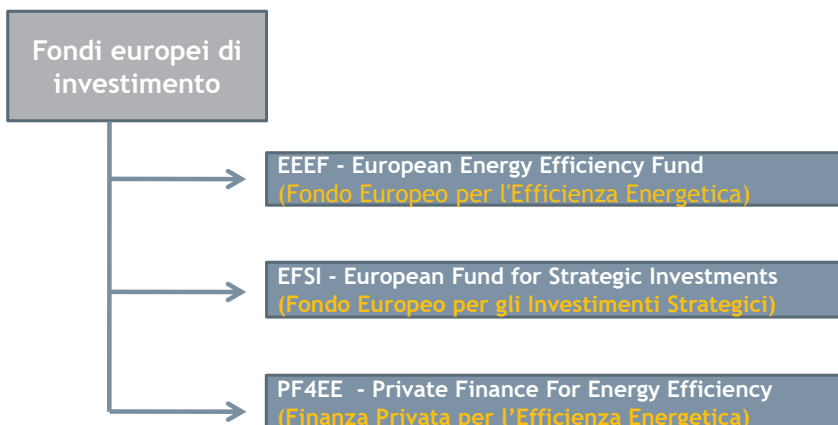 Fondi europei di
investimento
EEEF - European Energy Efficiency Fund
(Fondo Europeo per l'Efficienza Energetica)
EFSI - European Fund for Strategic Investments
(Fondo Europeo per gli Investimenti Strategici)
PF4EE  - Private Finance For Energy Efficiency
(Finanza Privata per l’Efficienza Energetica)